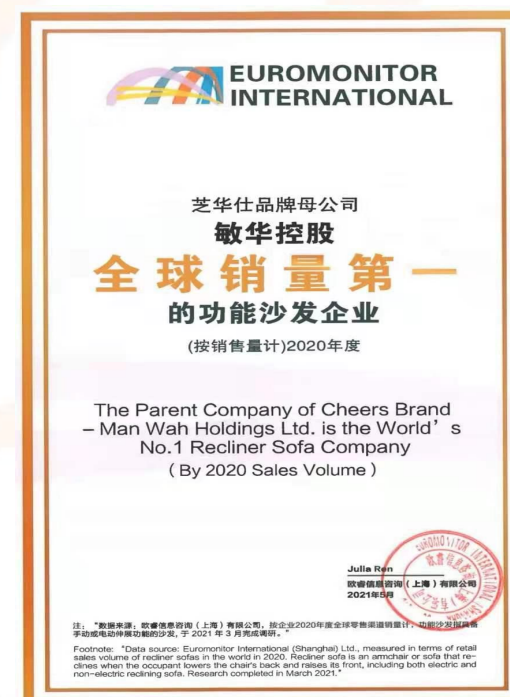 EUROMONITOR
INTERNATIONAL
芝华仕品牌母公司
敏华控股
全球销量第一
的功能沙发企业
(按销售量计)2020年度
The Parent Company of Cheers Brand
– Man Wah Holdings Ltd. is the World’s
No.1 Recliner Sofa Company
( By 2020 Sales Volume )
EUROMONITOR INTERNATIONAL
Julia Ren
欧睿信息咨询（上海）有限公司
2021年5月
注：“数据来源：欧睿信息咨询（上海）有限公司，按企业2020年度全球零售渠道销量计；功能沙发指具备
手动或电动伸展功能的沙发, 于 2021 年 3 月完成调研。”
Footnote: “Data source: Euromonitor International (Shanghai) Ltd., measured in terms of retail
sales volume of recliner sofas in the world in 2020. Recliner sofa is an armchair or sofa that re-
clines when the occupant lowers the chair’s back and raises its front, including both electric and
non-electric reclining sofa. Research completed in March 2021.”